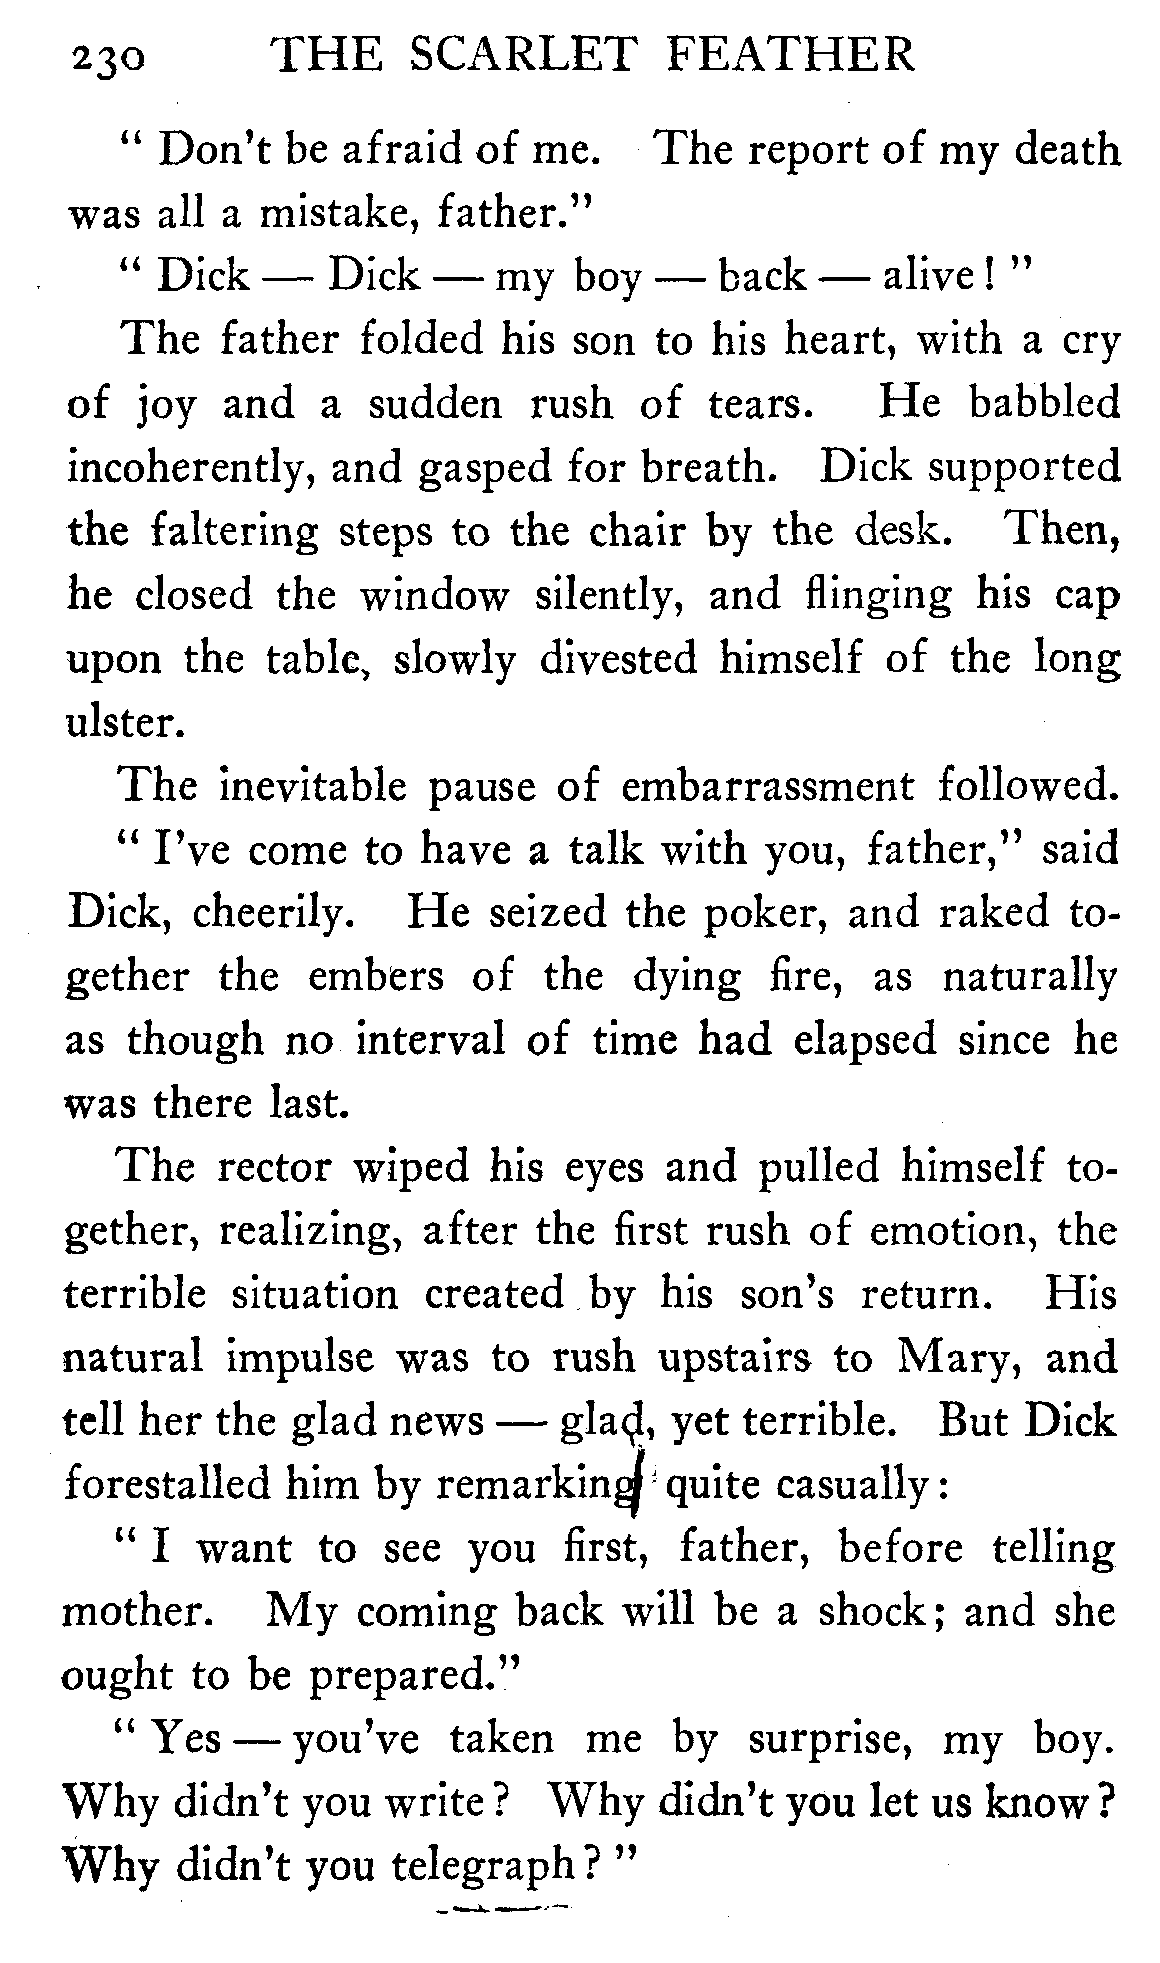 230 THE SCARLET FEATHER
" Don't be afraid of me. The report of my death
was all a mistake, father."
" Dick — Dick — my boy — back — alive ! "
The father folded his son to his heart, with a cry
of joy and a sudden rush of tears. He babbled
incoherently, and gasped for breath. Dick supported
the faltering steps to the chair by the desk. Then,
he closed the window silently, and flinging his cap
upon the table, slowly divested himself of the long
ulster.
The inevitable pause of embarrassment followed.
" I've come to have a talk with you, father," said
Dick, cheerily. He seized the poker, and raked to-
gether the embers of the dying fire, as naturally
as though no interval of time had elapsed since he
was there last.
The rector wiped his eyes and pulled himself to-
gether, realizing, after the first rush of emotion, the
terrible situation created by his son's return. His
natural impulse was to rush upstairs to Mary, and
tell her the glad news — glad, yet terrible. But Dick
forestalled him by remarking quite casually :
" I want to see you first, father, before telling
mother. My coming back will be a shock ; and she
ought to be prepared."
" Yes — you've taken me by surprise, my boy.
Why didn't you write ? Why didn't you let us know ?
Why didn't you telegraph ? "